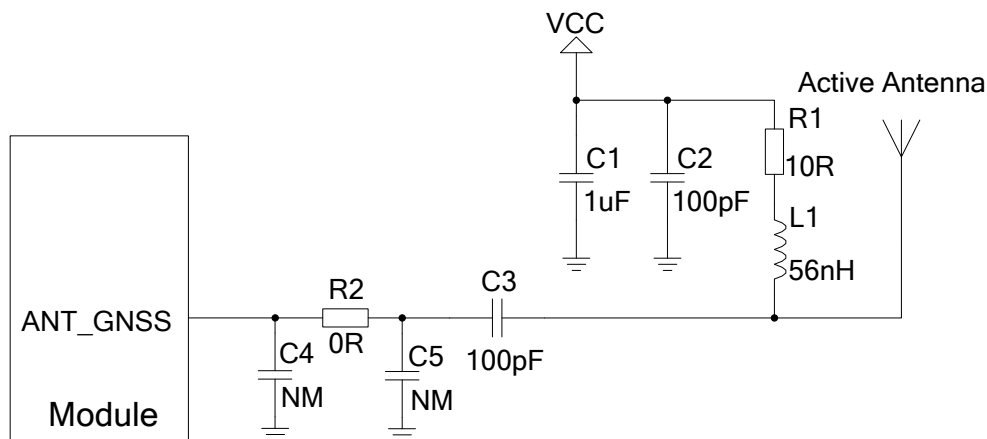 VCC
Active Antenna
R1
10R
C1
1uF
C2
100pF
L1
56nH
C3
100pF
R2
0R
ANT_GNSS
C4
NM
C5
NM
Module